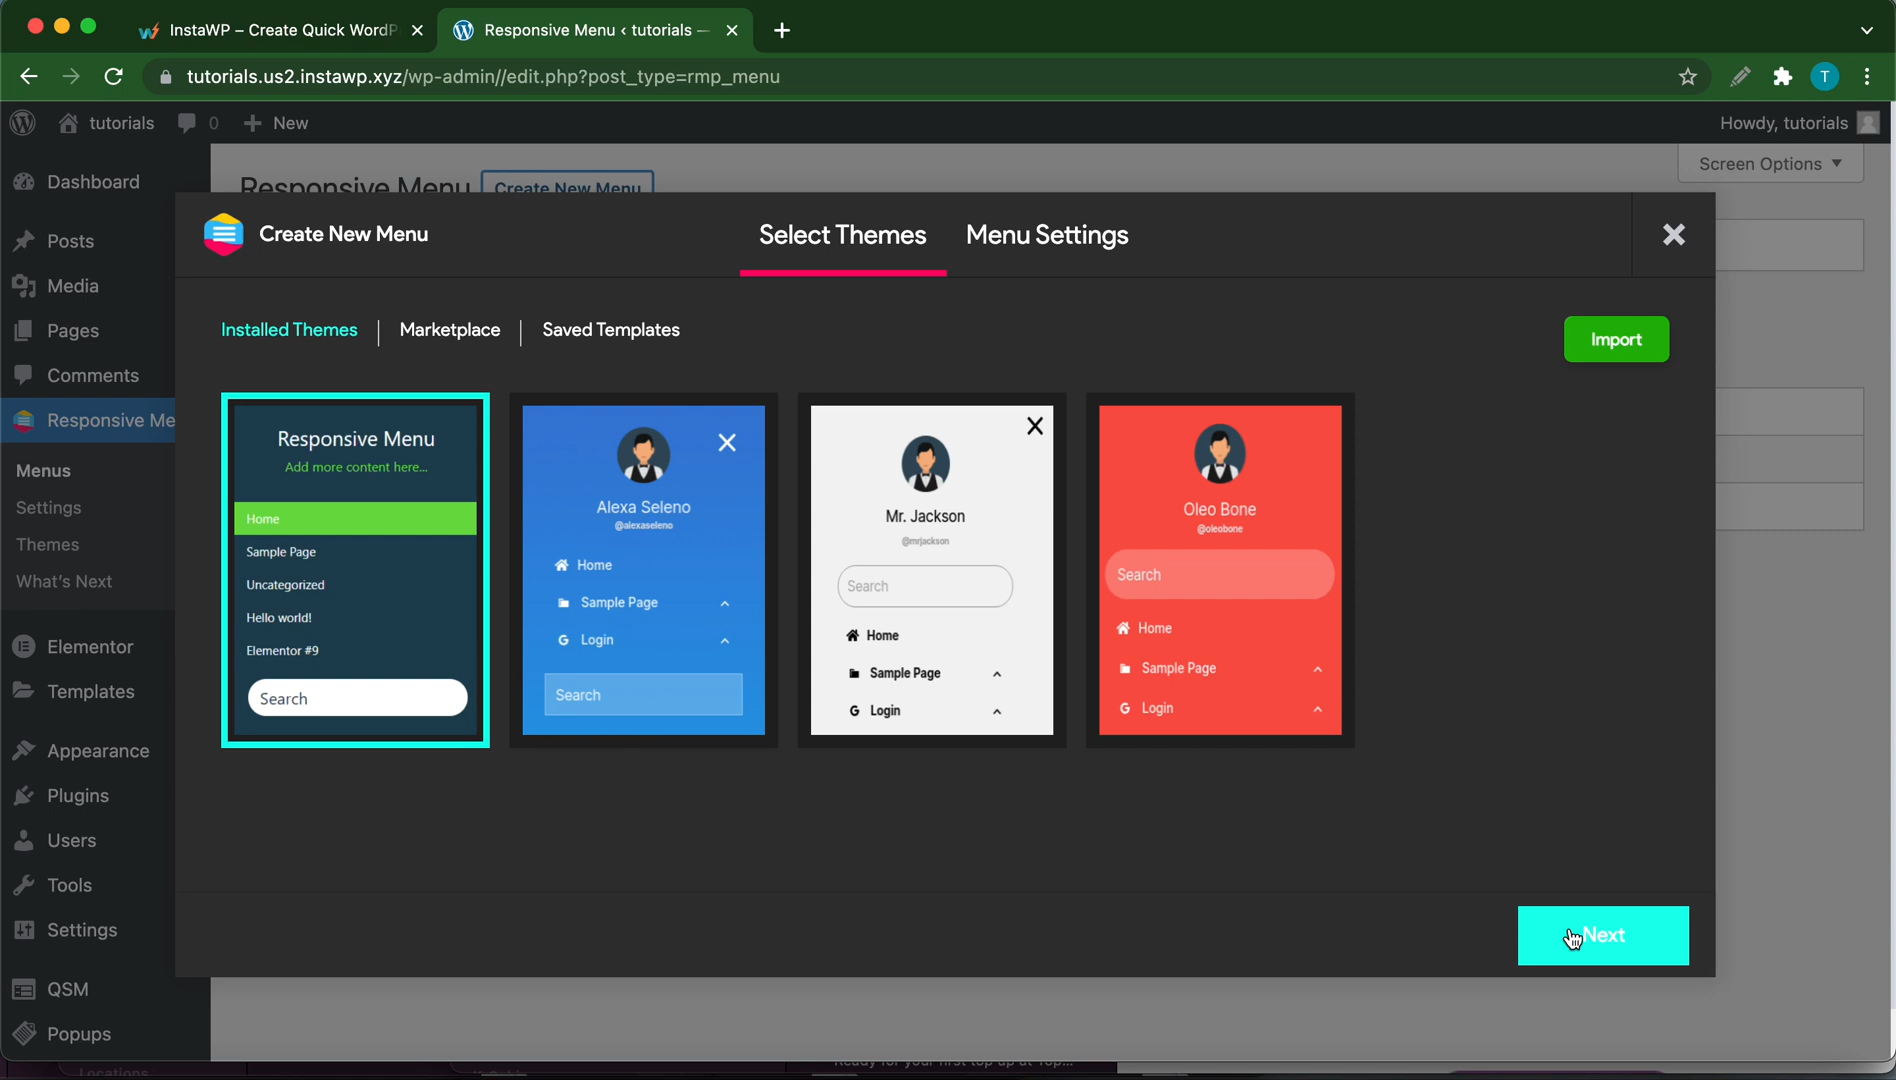 InstaWP – Create Quick WordP
Responsive Menu ‹ tutorials —
tutorials.us2.instawp.xyz/wp-admin//edit.php?post_type=rmp_menu
T
tutorials
0
New
Howdy, tutorials
Screen Options
Responsive Menu
Create New Menu
Dashboard
Posts
Media
Pages
Comments
Responsive Me
Menus
Settings
Themes
What's Next
Elementor
Templates
Appearance
Plugins
Users
Tools
Settings
QSM
Popups
Create New Menu
Select Themes
Menu Settings
Installed Themes
Marketplace
Saved Templates
Import
Responsive Menu
Add more content here...
Home
Sample Page
Uncategorized
Hello world!
Elementor #9
Search
Alexa Seleno
@alexaseleno
Home
Sample Page
Login
Search
X
Mr. Jackson
@mrjackson
Search
Home
Sample Page
Login
Oleo Bone
@oleobone
Search
Home
Sample Page
Login
Next
Locations